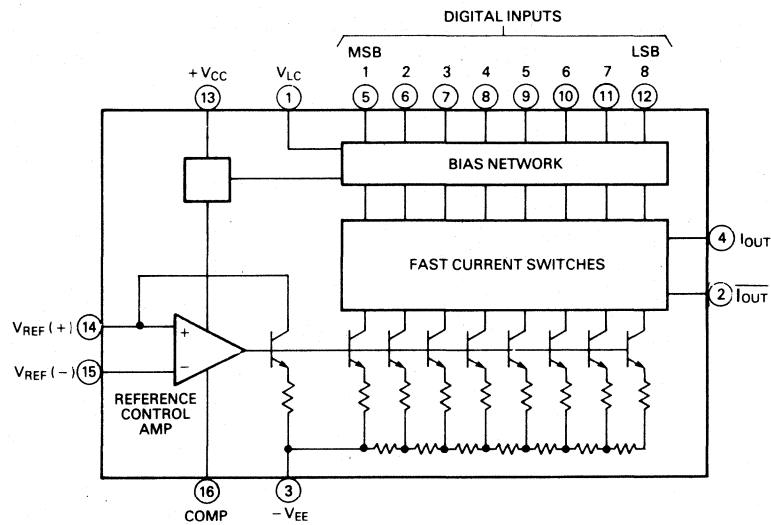 DIGITAL INPUTS
MSB LSB
1 2 3 4 5 6 7 8
+VCC VLC
13 1 5 6 7 8 9 10 11 12
BIAS NETWORK
FAST CURRENT SWITCHES
4 IOUT
2 IOUT
VREF (+) 14
+
VREF (−) 15
−
REFERENCE
CONTROL
AMP
16 3
COMP −VEE